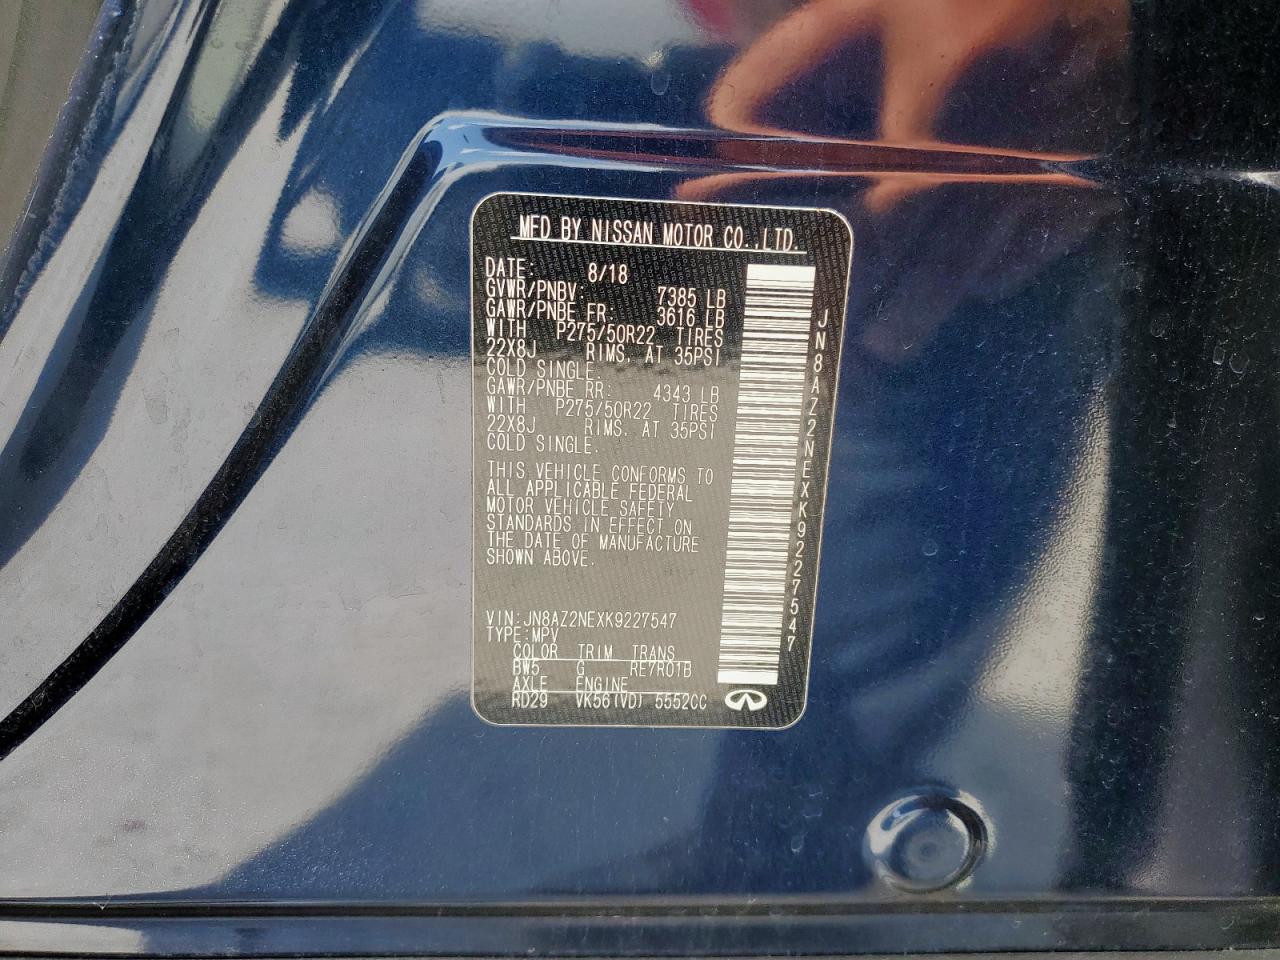 MFD BY NISSAN MOTOR CO.,LTD.
DATE: 8/18
GVWR/PNBV: 7385 LB
GAWR/PNBE FR: 3616 LB
WITH P275/50R22 TIRES
22X8J RIMS. AT 35PSI
COLD SINGLE.
GAWR/PNBE RR: 4343 LB
WITH P275/50R22 TIRES
22X8J RIMS. AT 35PSI
COLD SINGLE.
THIS VEHICLE CONFORMS TO
ALL APPLICABLE FEDERAL
MOTOR VEHICLE SAFETY
STANDARDS IN EFFECT ON
THE DATE OF MANUFACTURE
SHOWN ABOVE.
VIN:JN8AZ2NEXK9227547
TYPE:MPV
COLOR TRIM TRANS
BW5 G RE7R01B
AXLE ENGINE
RD29 VK56(VD) 5552CC
JN8AZ2NEXK9227547